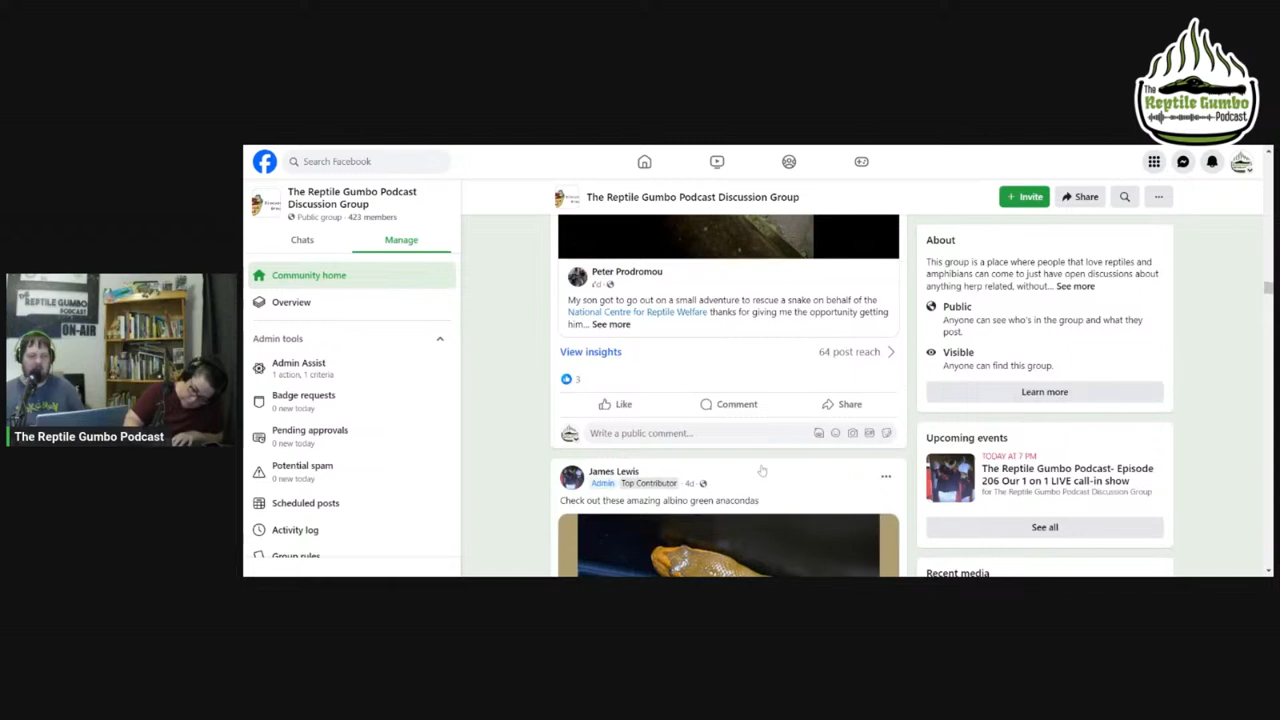 The
Reptile Gumbo
Podcast
Search Facebook
The Reptile Gumbo Podcast
Discussion Group
Public group · 423 members
Chats
Manage
Community home
Overview
Admin tools
Admin Assist
1 action, 1 criteria
Badge requests
0 new today
Pending approvals
0 new today
Potential spam
0 new today
Scheduled posts
Activity log
Group rules
The Reptile Gumbo Podcast Discussion Group
+ Invite
Share
Peter Prodromou
My son got to go out on a small adventure to rescue a snake on behalf of the
National Centre for Reptile Welfare thanks for giving me the opportunity getting
him... See more
View insights
64 post reach
3
Like
Comment
Share
Write a public comment...
James Lewis
Admin Top Contributor · 4d ·
Check out these amazing albino green anacondas
About
This group is a place where people that love reptiles and
amphibians can come to just have open discussions about
anything herp related, without... See more
Public
Anyone can see who's in the group and what they
post.
Visible
Anyone can find this group.
Learn more
Upcoming events
TODAY AT 7 PM
The Reptile Gumbo Podcast- Episode
206 Our 1 on 1 LIVE call-in show
for The Reptile Gumbo Podcast Discussion Group
See all
Recent media
REPTILE GUMBO
PODCAST
ON-AIR
The Reptile Gumbo Podcast